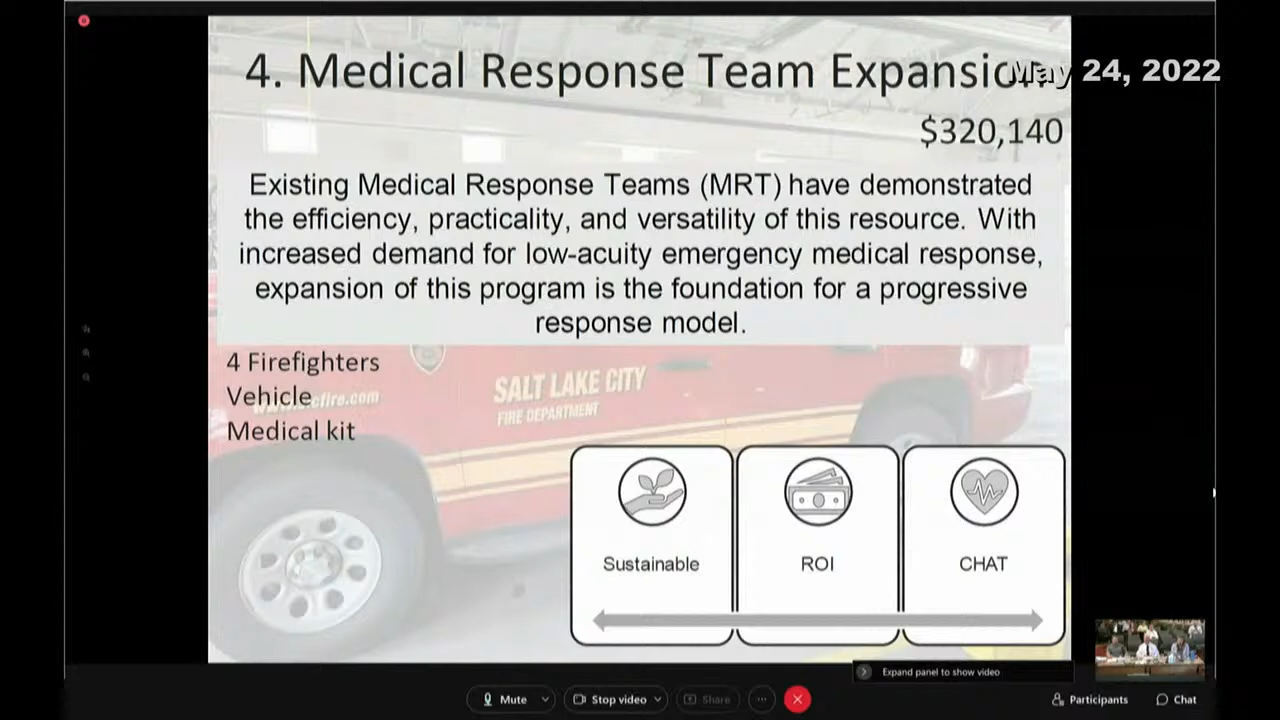 4. Medical Response Team Expansion
May 24, 2022
$320,140
Existing Medical Response Teams (MRT) have demonstrated
the efficiency, practicality, and versatility of this resource. With
increased demand for low-acuity emergency medical response,
expansion of this program is the foundation for a progressive
response model.
4 Firefighters
Vehicle
Medical kit
SALT LAKE CITY
FIRE DEPARTMENT
Sustainable
ROI
CHAT
Expand panel to show video
Mute
Stop video
Share
Participants
Chat